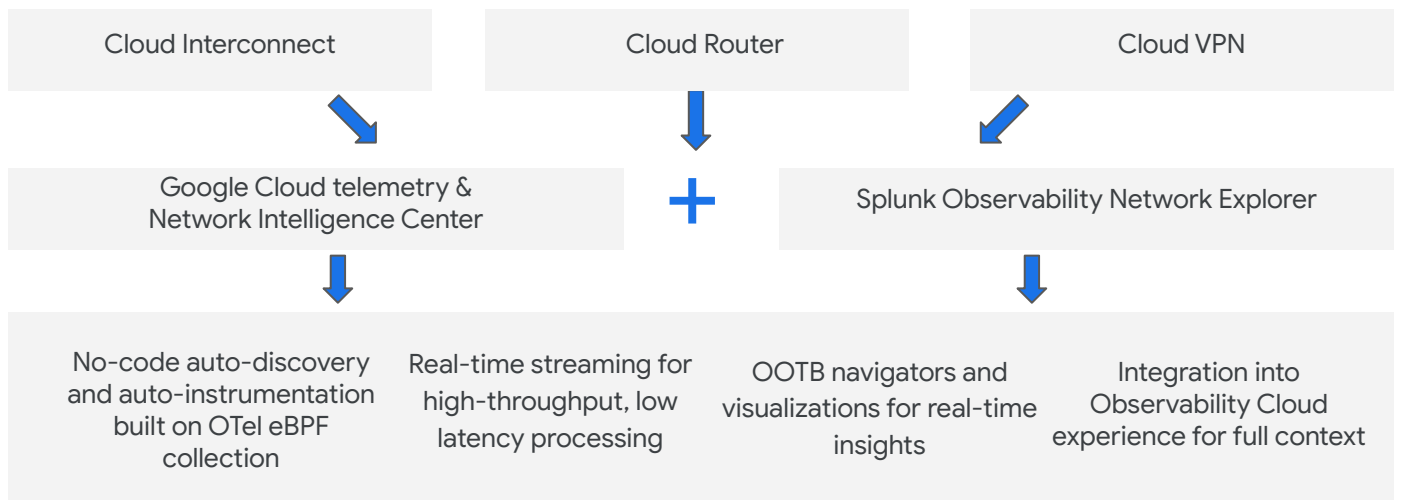 Cloud Interconnect
Cloud Router
Cloud VPN
Google Cloud telemetry &
Network Intelligence Center
+
Splunk Observability Network Explorer
No-code auto-discovery
and auto-instrumentation
built on OTel eBPF
collection
Real-time streaming for
high-throughput, low
latency processing
OOTB navigators and
visualizations for real-time
insights
Integration into
Observability Cloud
experience for full context